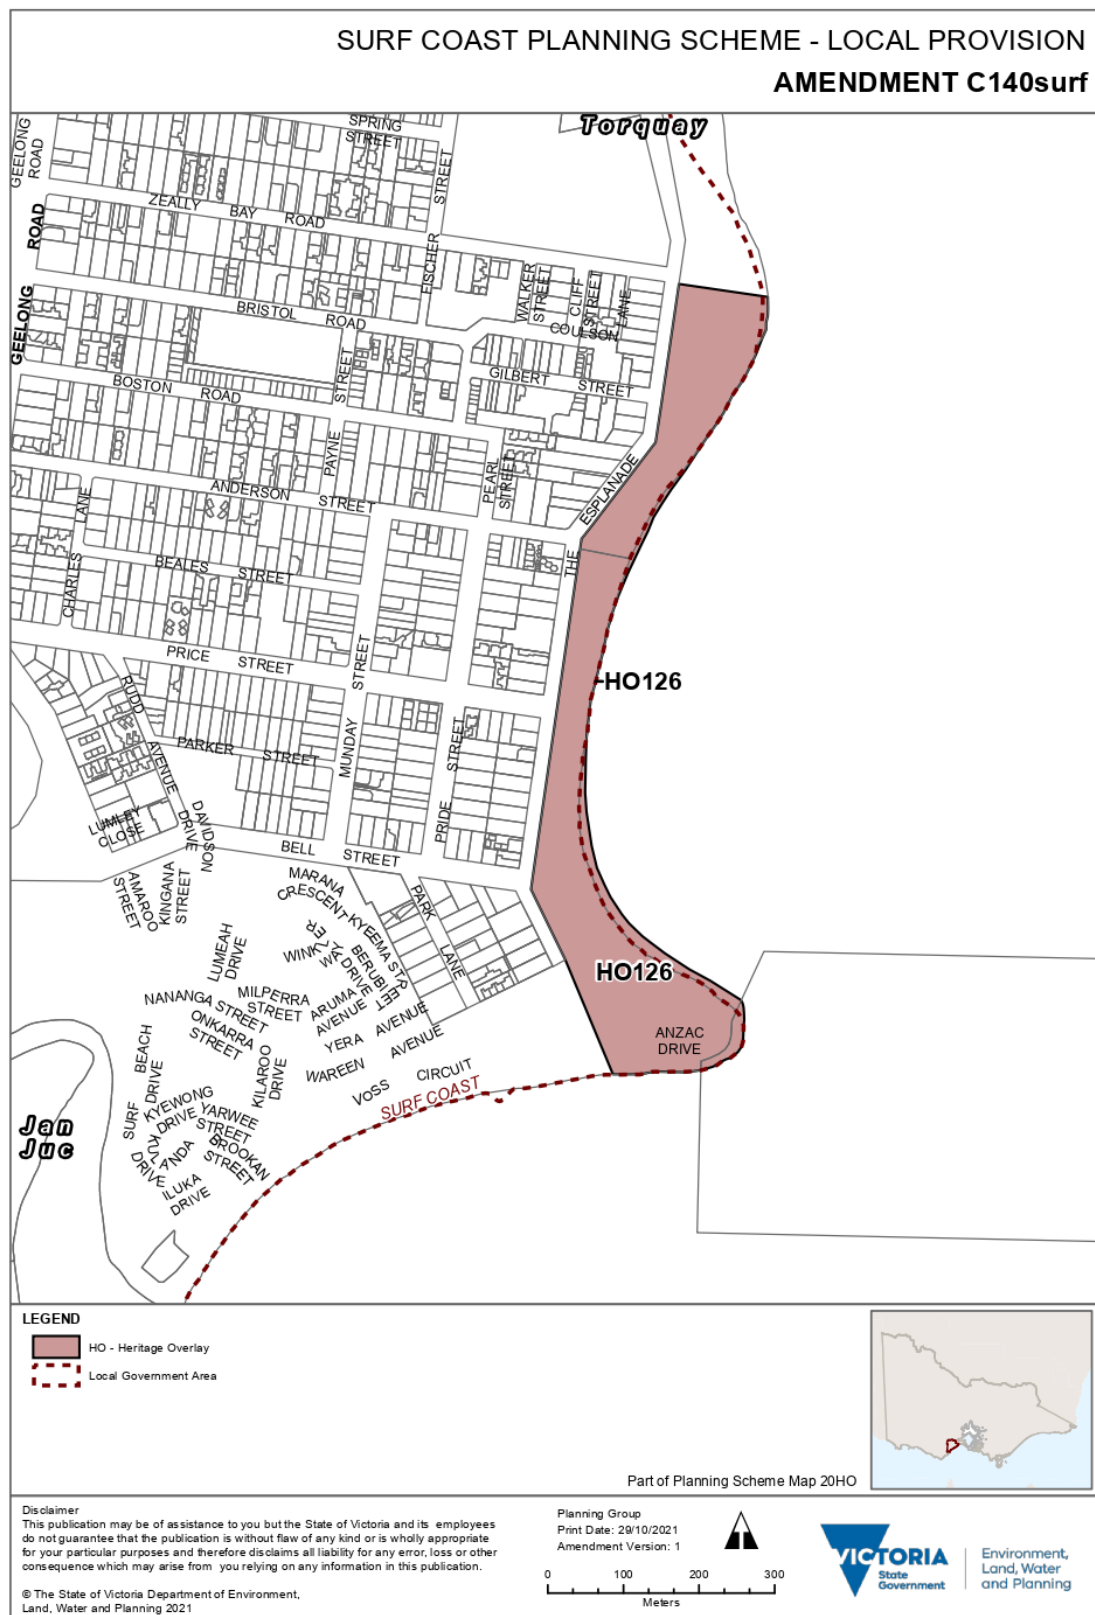 SURF COAST PLANNING SCHEME - LOCAL PROVISION
AMENDMENT C140surf
Torquay
SPRING
STREET
GEELONG
ROAD
STREET
ZEALLY BAY ROAD
ROAD
FISCHER
WALKER
STREET
CLIFF
STREET
LANE
COULSON
GEELONG
BRISTOL ROAD
STREET
GILBERT STREET
BOSTON ROAD
PAYNE
PEARL
STREET
ESPLANADE
THE
ANDERSON STREET
LANE
CHARLES
BEALES STREET
PRICE STREET
STREET
HO126
RUDD
AVENUE
MUNDAY
STREET
PARKER STREET
PRIDE
LUMLEY
CLOSE
DAVIDSON
DRIVE
BELL STREET
AMAROO
STREET
KINGANA
STREET
MARANA
CRESCENT
KYEEMA STR
PARK
LANE
LUMEAH
DRIVE
WINK
WA
DRIVE
BERUBI
HO126
NANANGA STREET
MILPERRA
STREET
ARUMA
AVENUE
ONKARRA
STREET
YERA AVENUE
ANZAC
DRIVE
BEACH
DRIVE
SURF
KILAROO
DRIVE
WAREEN AVENUE
VOSS CIRCUIT
SURF COAST
KYEWONG
DRIVE
YARWEE
STREET
Jan
Juc
DRIVE
BROOKAN
STREET
ILUKA
DRIVE
LEGEND
HO - Heritage Overlay
Local Government Area
Part of Planning Scheme Map 20HO
Disclaimer
This publication may be of assistance to you but the State of Victoria and its employees
do not guarantee that the publication is without flaw of any kind or is wholly appropriate
for your particular purposes and therefore disclaims all liability for any error, loss or other
consequence which may arise from you relying on any information in this publication.
© The State of Victoria Department of Environment,
Land, Water and Planning 2021
Planning Group
Print Date: 29/10/2021
Amendment Version: 1
0 100 200 300
Meters
VICTORIA
State
Government
Environment,
Land, Water
and Planning